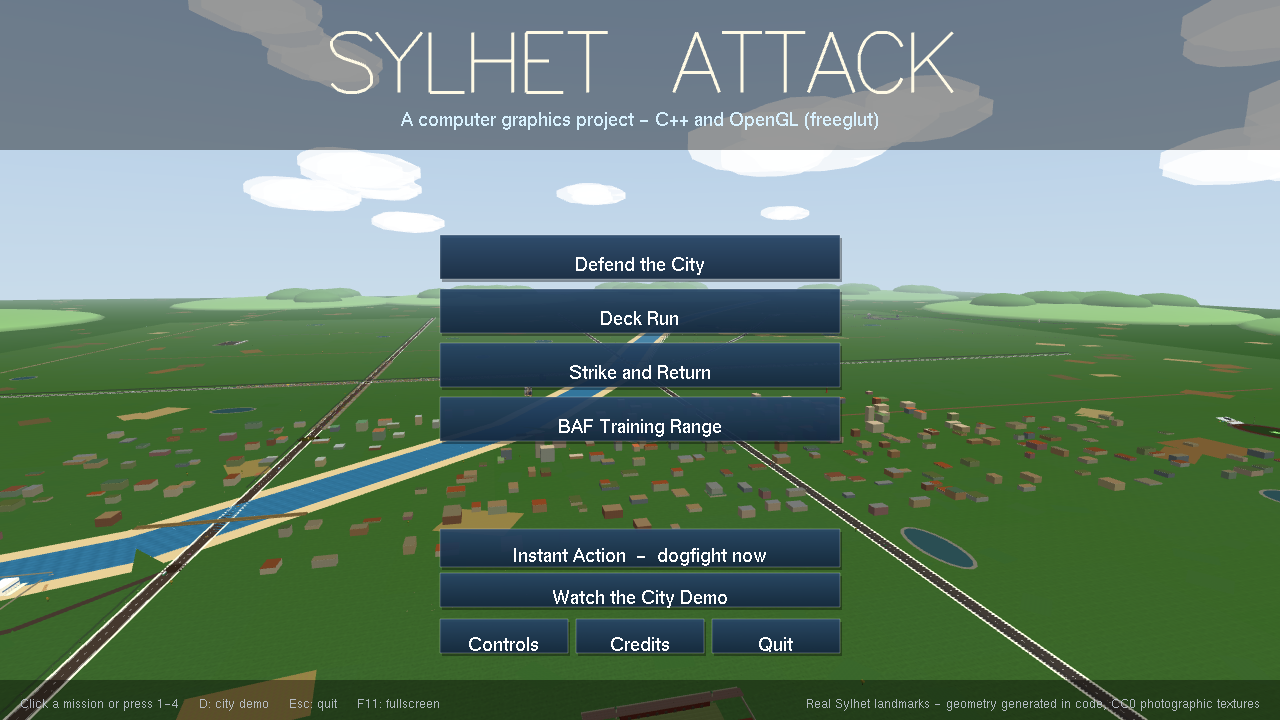 SYLHET ATTACK
A computer graphics project - C++ and OpenGL (freeglut)
Defend the City
Deck Run
Strike and Return
BAF Training Range
Instant Action - dogfight now
Watch the City Demo
Controls
Credits
Quit
Click a mission or press 1-4 D: city demo Esc: quit F11: fullscreen
Real Sylhet landmarks - geometry generated in code, CC0 photographic textures